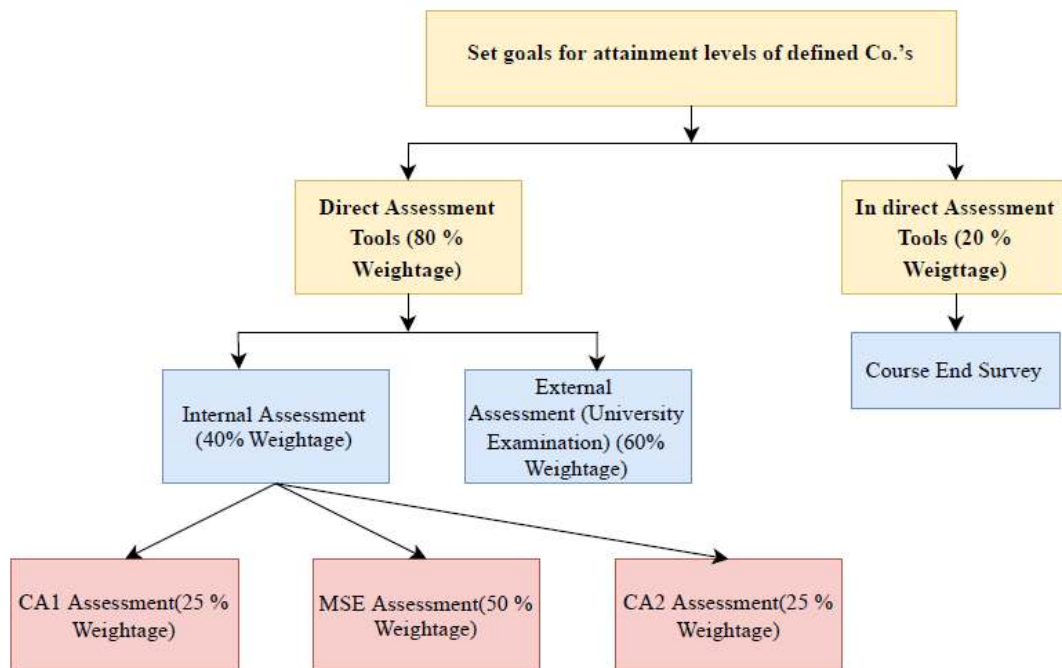 Set goals for attainment levels of defined Co.'s
Direct Assessment
Tools (80 %
Weightage)
In direct Assessment
Tools (20 %
Weigttage)
Internal Assessment
(40% Weightage)
External
Assessment (University
Examination) (60%
Weightage)
Course End Survey
CA1 Assessment(25 %
Weightage)
MSE Assessment(50 %
Weightage)
CA2 Assessment(25 %
Weightage)